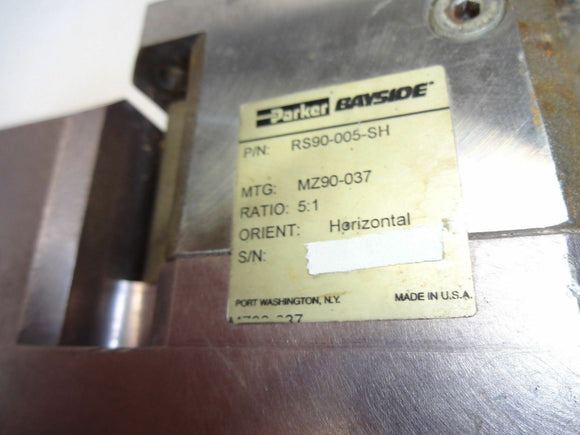 Parker BAYSIDE
P/N: RS90-005-SH
MTG: MZ90-037
RATIO: 5:1
ORIENT: Horizontal
S/N:
PORT WASHINGTON, N.Y. MADE IN U.S.A.